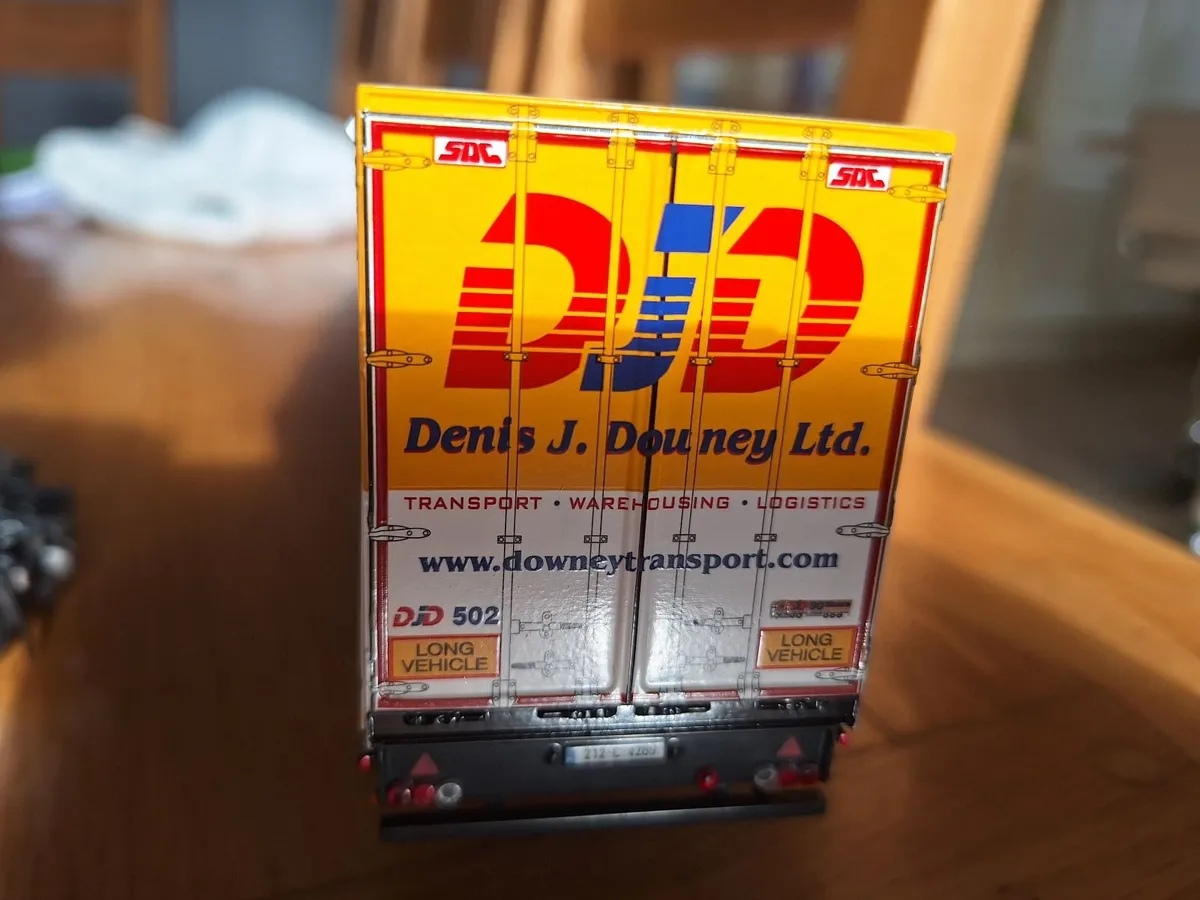 SDC SDC
DJD
Denis J. Downey Ltd.
TRANSPORT • WAREHOUSING • LOGISTICS
www.downeytransport.com
DJD 502
LONG VEHICLE
LONG VEHICLE